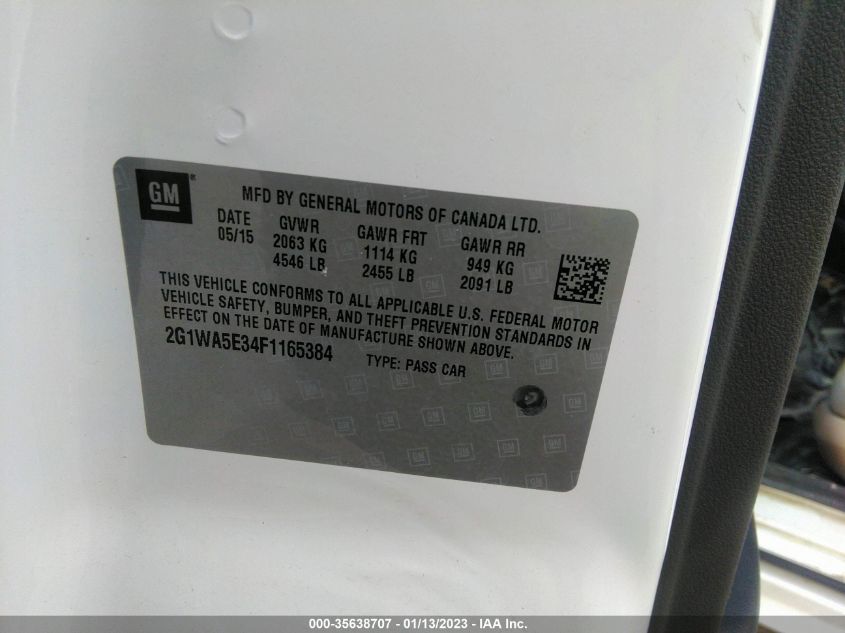 GM ®
MFD BY GENERAL MOTORS OF CANADA LTD.
DATE GVWR GAWR FRT GAWR RR
05/15 2063 KG 1114 KG 949 KG
4546 LB 2455 LB 2091 LB
THIS VEHICLE CONFORMS TO ALL APPLICABLE U.S. FEDERAL MOTOR
VEHICLE SAFETY, BUMPER, AND THEFT PREVENTION STANDARDS IN
EFFECT ON THE DATE OF MANUFACTURE SHOWN ABOVE.
2G1WA5E34F1165384 TYPE: PASS CAR
000-35638707 - 01/13/2023 - IAA Inc.